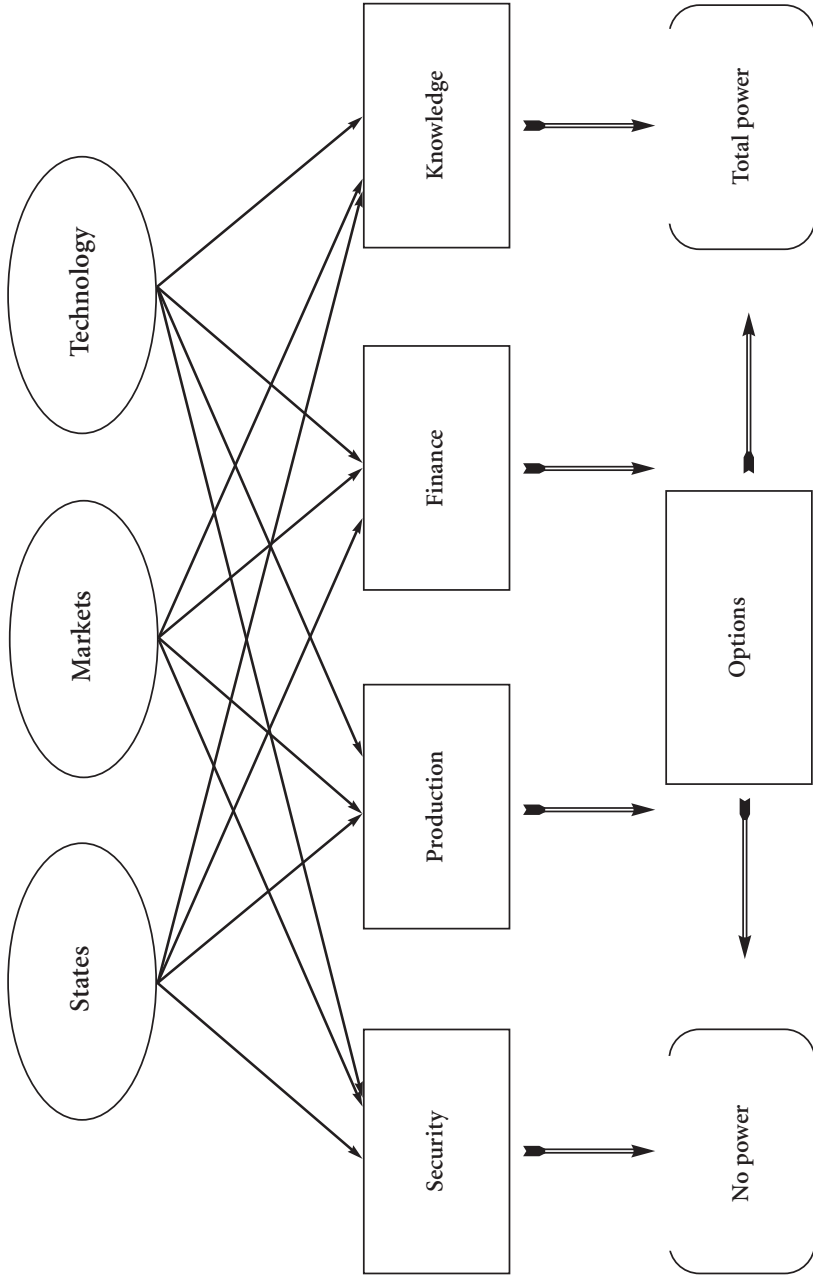 States
Markets
Technology
Security
Production
Finance
Knowledge
No power
Options
Total power